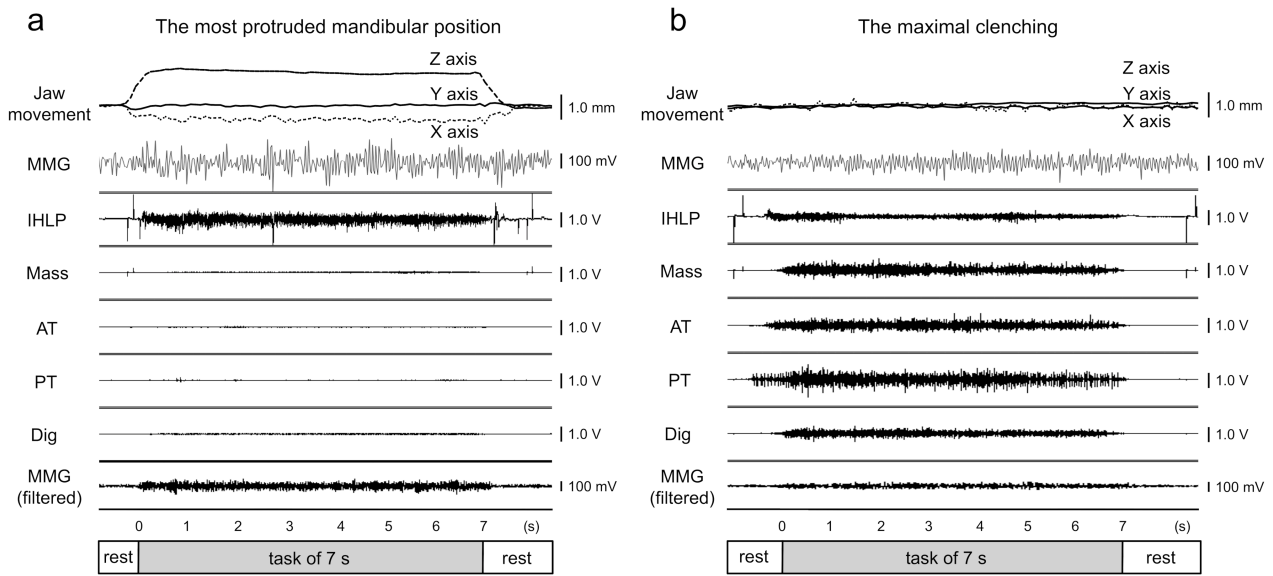 a
The most protruded mandibular position
Jaw
movement
Z axis
Y axis
X axis
1.0 mm
MMG
100 mV
IHLP
1.0 V
Mass
1.0 V
AT
1.0 V
PT
1.0 V
Dig
1.0 V
MMG
(filtered)
100 mV
0 1 2 3 4 5 6 7 (s)
rest task of 7 s rest
b
The maximal clenching
Jaw
movement
Z axis
Y axis
X axis
1.0 mm
MMG
100 mV
IHLP
1.0 V
Mass
1.0 V
AT
1.0 V
PT
1.0 V
Dig
1.0 V
MMG
(filtered)
100 mV
0 1 2 3 4 5 6 7 (s)
rest task of 7 s rest